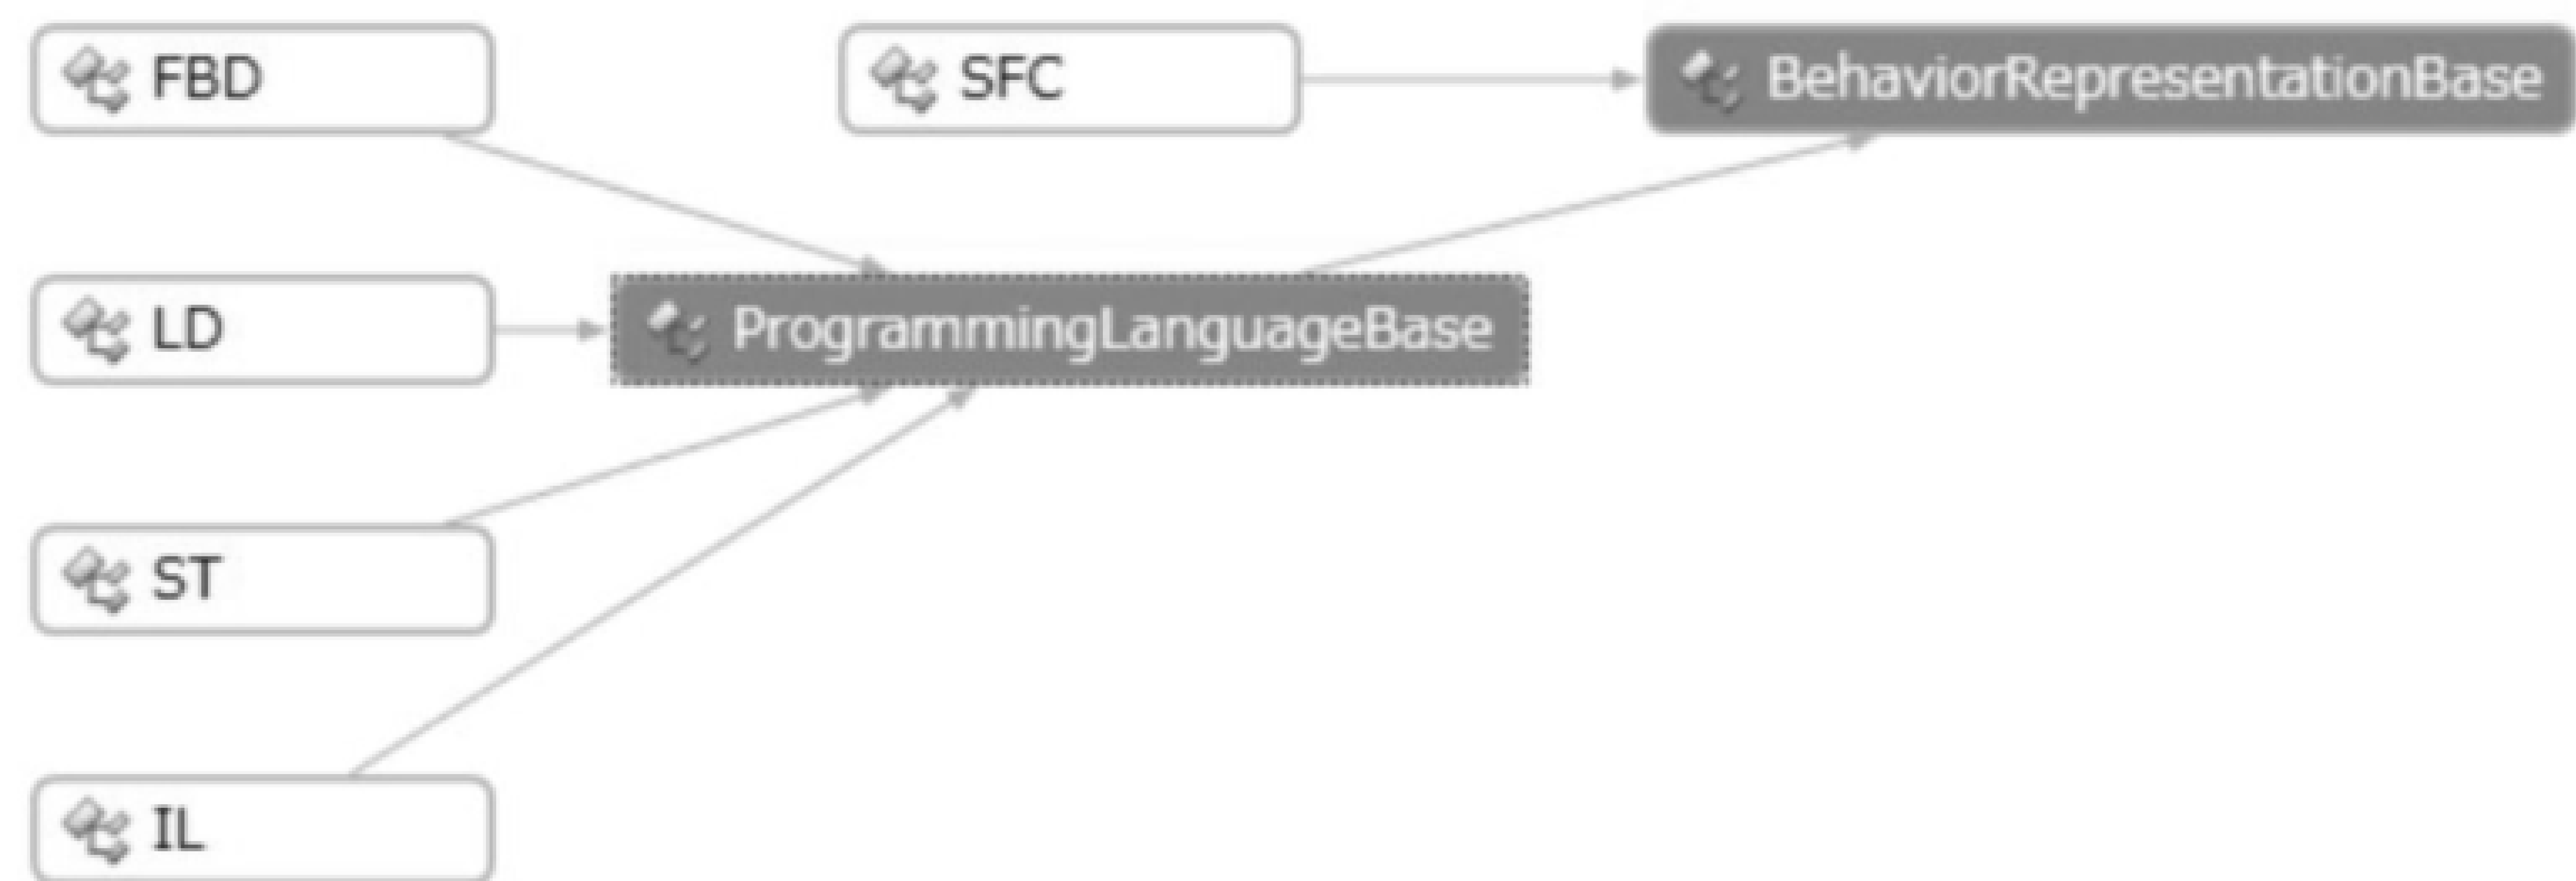 FBD
SFC
BehaviorRepresentationBase
LD
ProgrammingLanguageBase
ST
IL